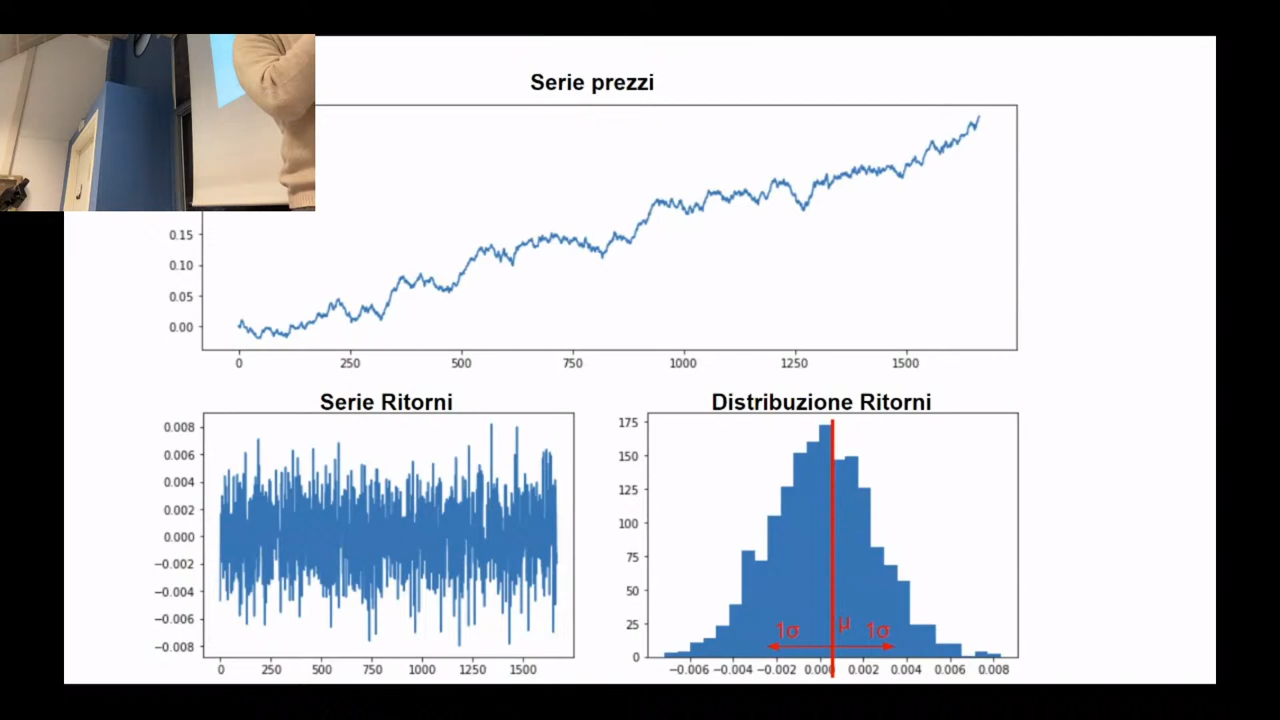 Serie prezzi
0.15
0.10
0.05
0.00
0 250 500 750 1000 1250 1500
Serie Ritorni
0.008
0.006
0.004
0.002
0.000
−0.002
−0.004
−0.006
−0.008
0 250 500 750 1000 1250 1500
Distribuzione Ritorni
175
150
125
100
75
50
25
0
μ
1σ 1σ
−0.006 −0.004 −0.002 0.000 0.002 0.004 0.006 0.008